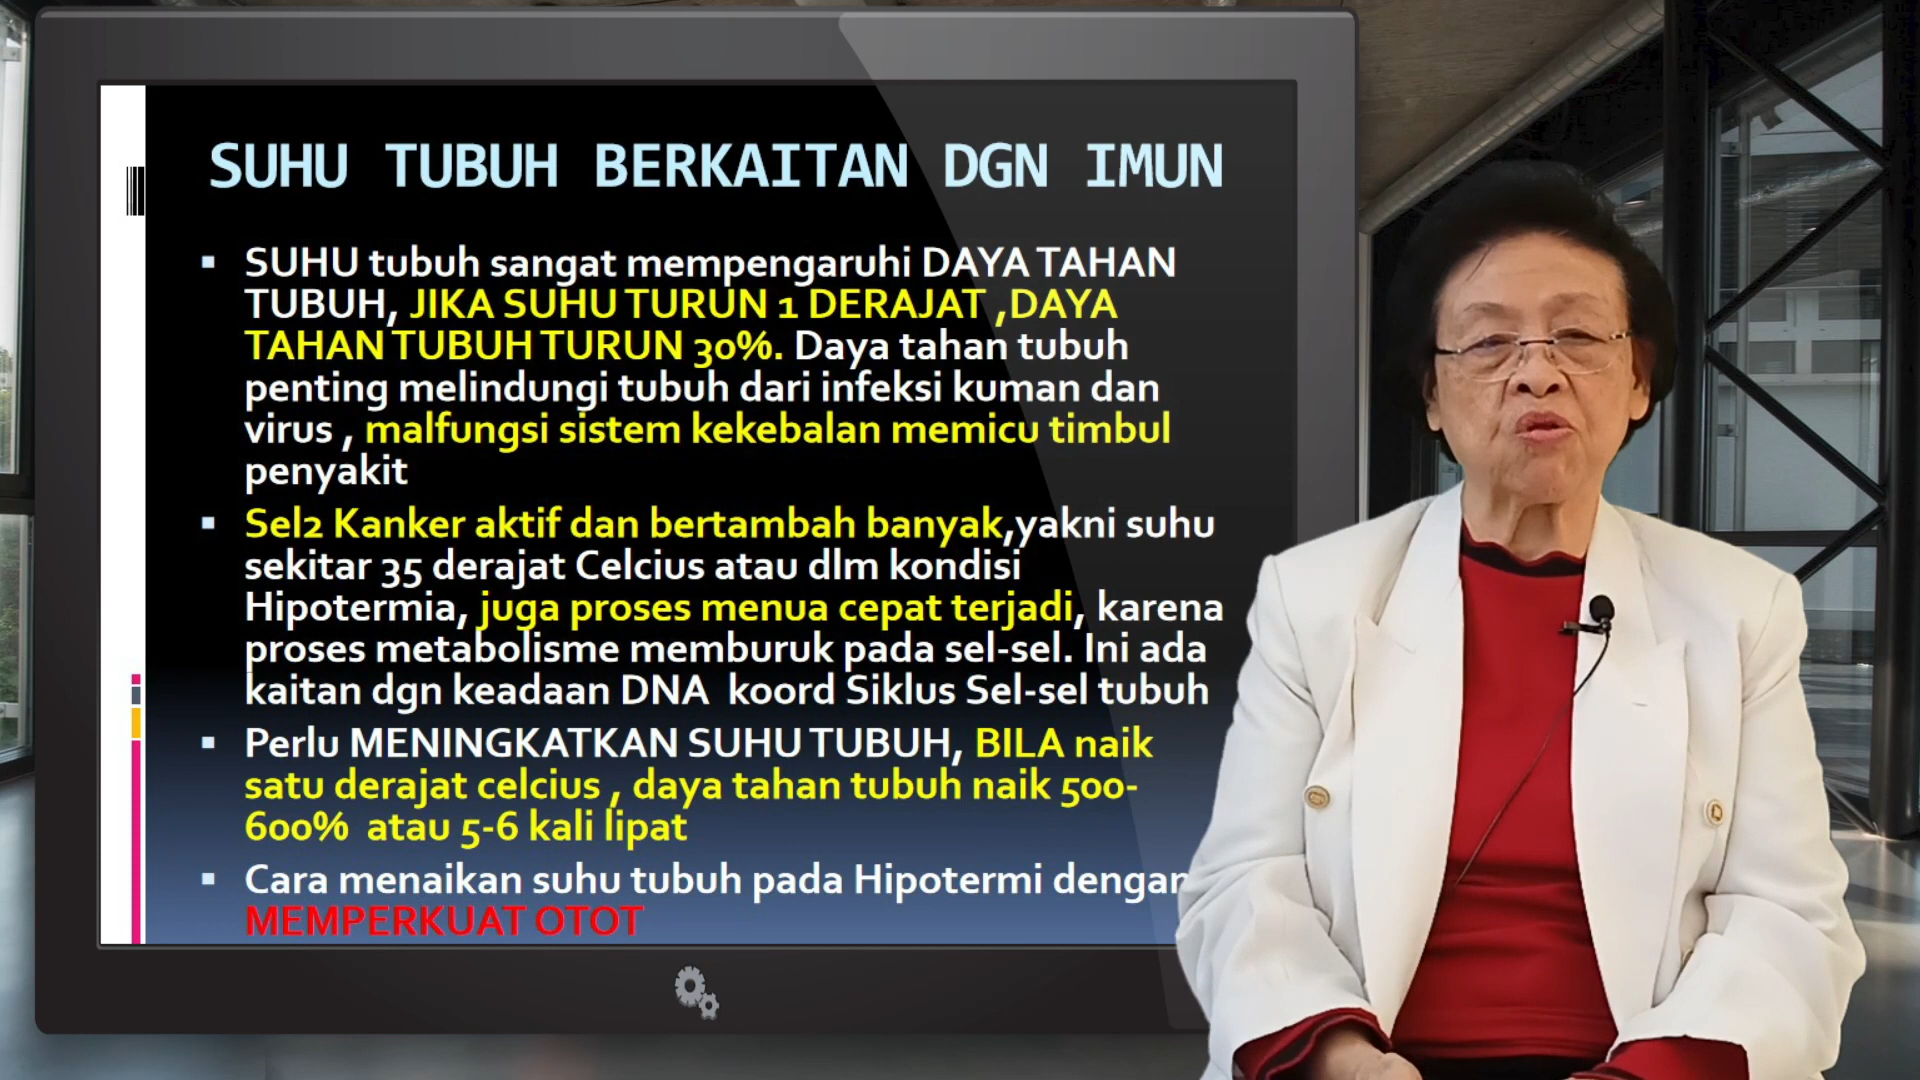 SUHU TUBUH BERKAITAN DGN IMUN
SUHU tubuh sangat mempengaruhi DAYA TAHAN
TUBUH, JIKA SUHU TURUN 1 DERAJAT ,DAYA
TAHAN TUBUH TURUN 30%. Daya tahan tubuh
penting melindungi tubuh dari infeksi kuman dan
virus , malfungsi sistem kekebalan memicu timbul
penyakit
Sel2 Kanker aktif dan bertambah banyak,yakni suhu
sekitar 35 derajat Celcius atau dlm kondisi
Hipotermia, juga proses menua cepat terjadi, karena
proses metabolisme memburuk pada sel-sel. Ini ada
kaitan dgn keadaan DNA koord Siklus Sel-sel tubuh
Perlu MENINGKATKAN SUHU TUBUH, BILA naik
satu derajat celcius , daya tahan tubuh naik 500-
600% atau 5-6 kali lipat
Cara menaikan suhu tubuh pada Hipotermi dengan
MEMPERKUAT OTOT